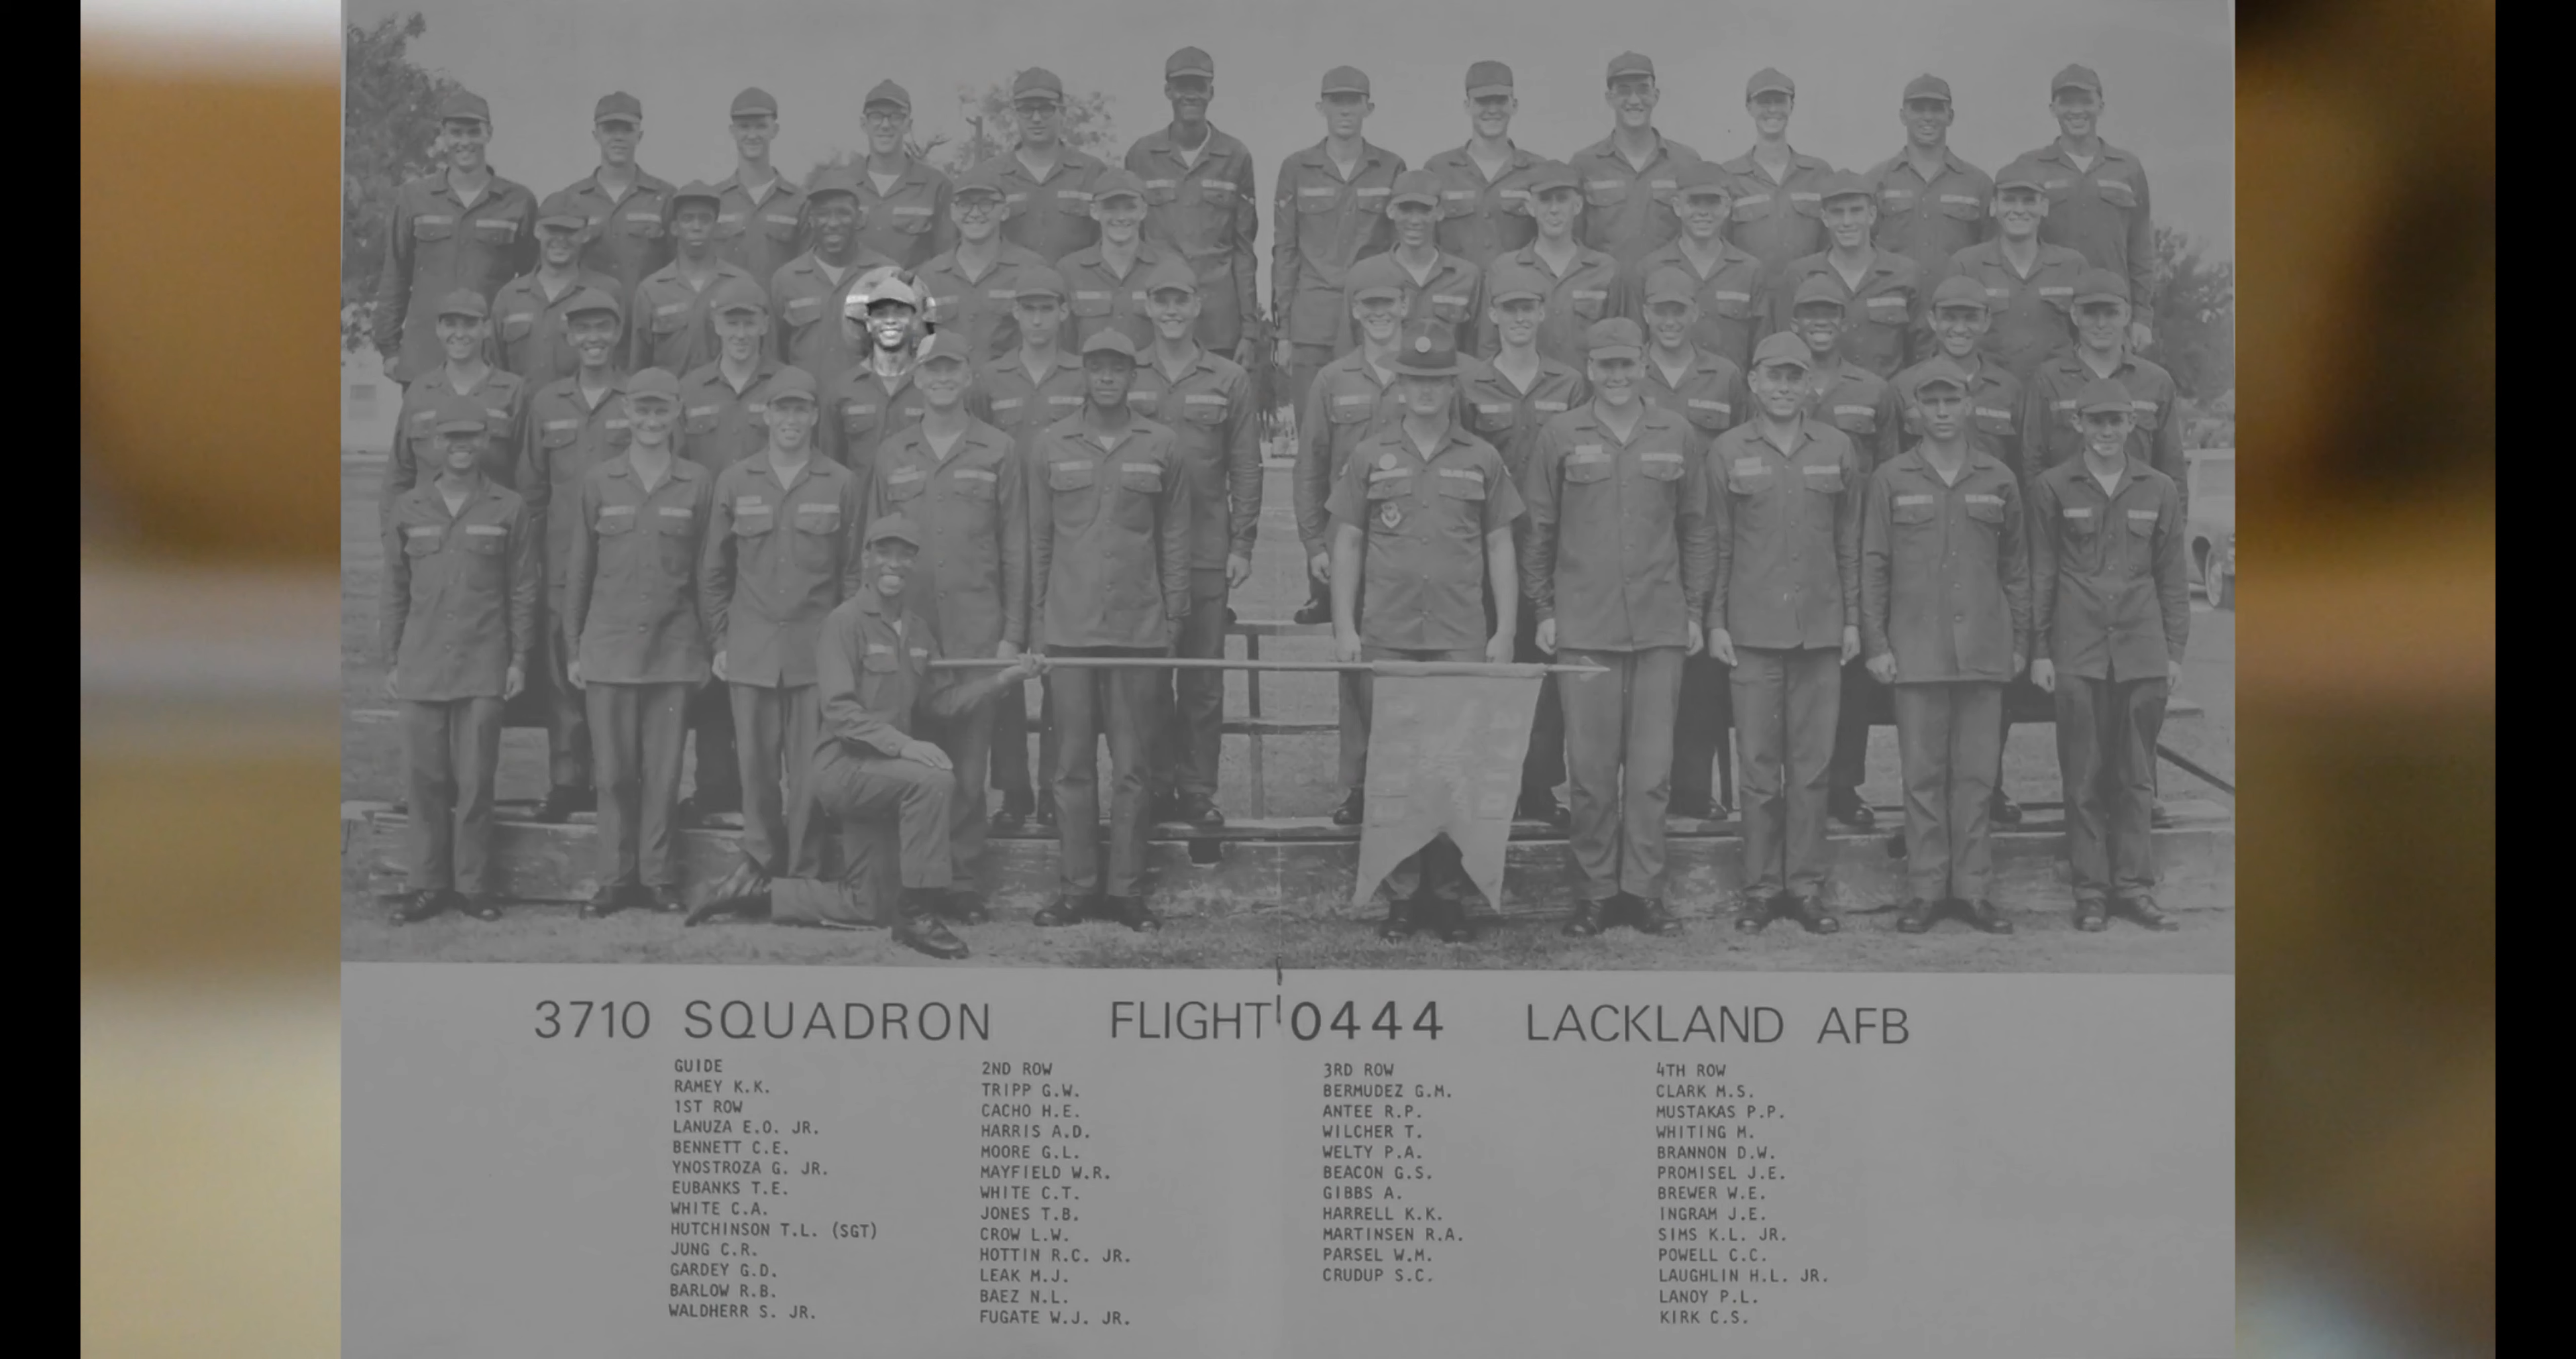 3710 SQUADRON FLIGHT 0444 LACKLAND AFB
GUIDE
RAMEY K.K.
1ST ROW
LANUZA E.O. JR.
BENNETT C.E.
YNOSTROZA G. JR.
EUBANKS T.E.
WHITE C.A.
HUTCHINSON T.L. (SGT)
JUNG C.R.
GARDEY G.D.
BARLOW R.B.
WALDHERR S. JR.
2ND ROW
TRIPP G.W.
CACHO H.E.
HARRIS A.D.
MOORE G.L.
MAYFIELD W.R.
WHITE C.T.
JONES T.B.
CROW L.W.
HOTTIN R.C. JR.
LEAK M.J.
BAEZ N.L.
FUGATE W.J. JR.
3RD ROW
BERMUDEZ G.M.
ANTEE R.P.
WILCHER T.
WELTY P.A.
BEACON G.S.
GIBBS A.
HARRELL K.K.
MARTINSEN R.A.
PARSEL W.M.
CRUDUP S.C.
4TH ROW
CLARK M.S.
MUSTAKAS P.P.
WHITING M.
BRANNON D.W.
PROMISEL J.E.
BREWER W.E.
INGRAM J.E.
SIMS K.L. JR.
POWELL C.C.
LAUGHLIN H.L. JR.
LANOY P.L.
KIRK C.S.